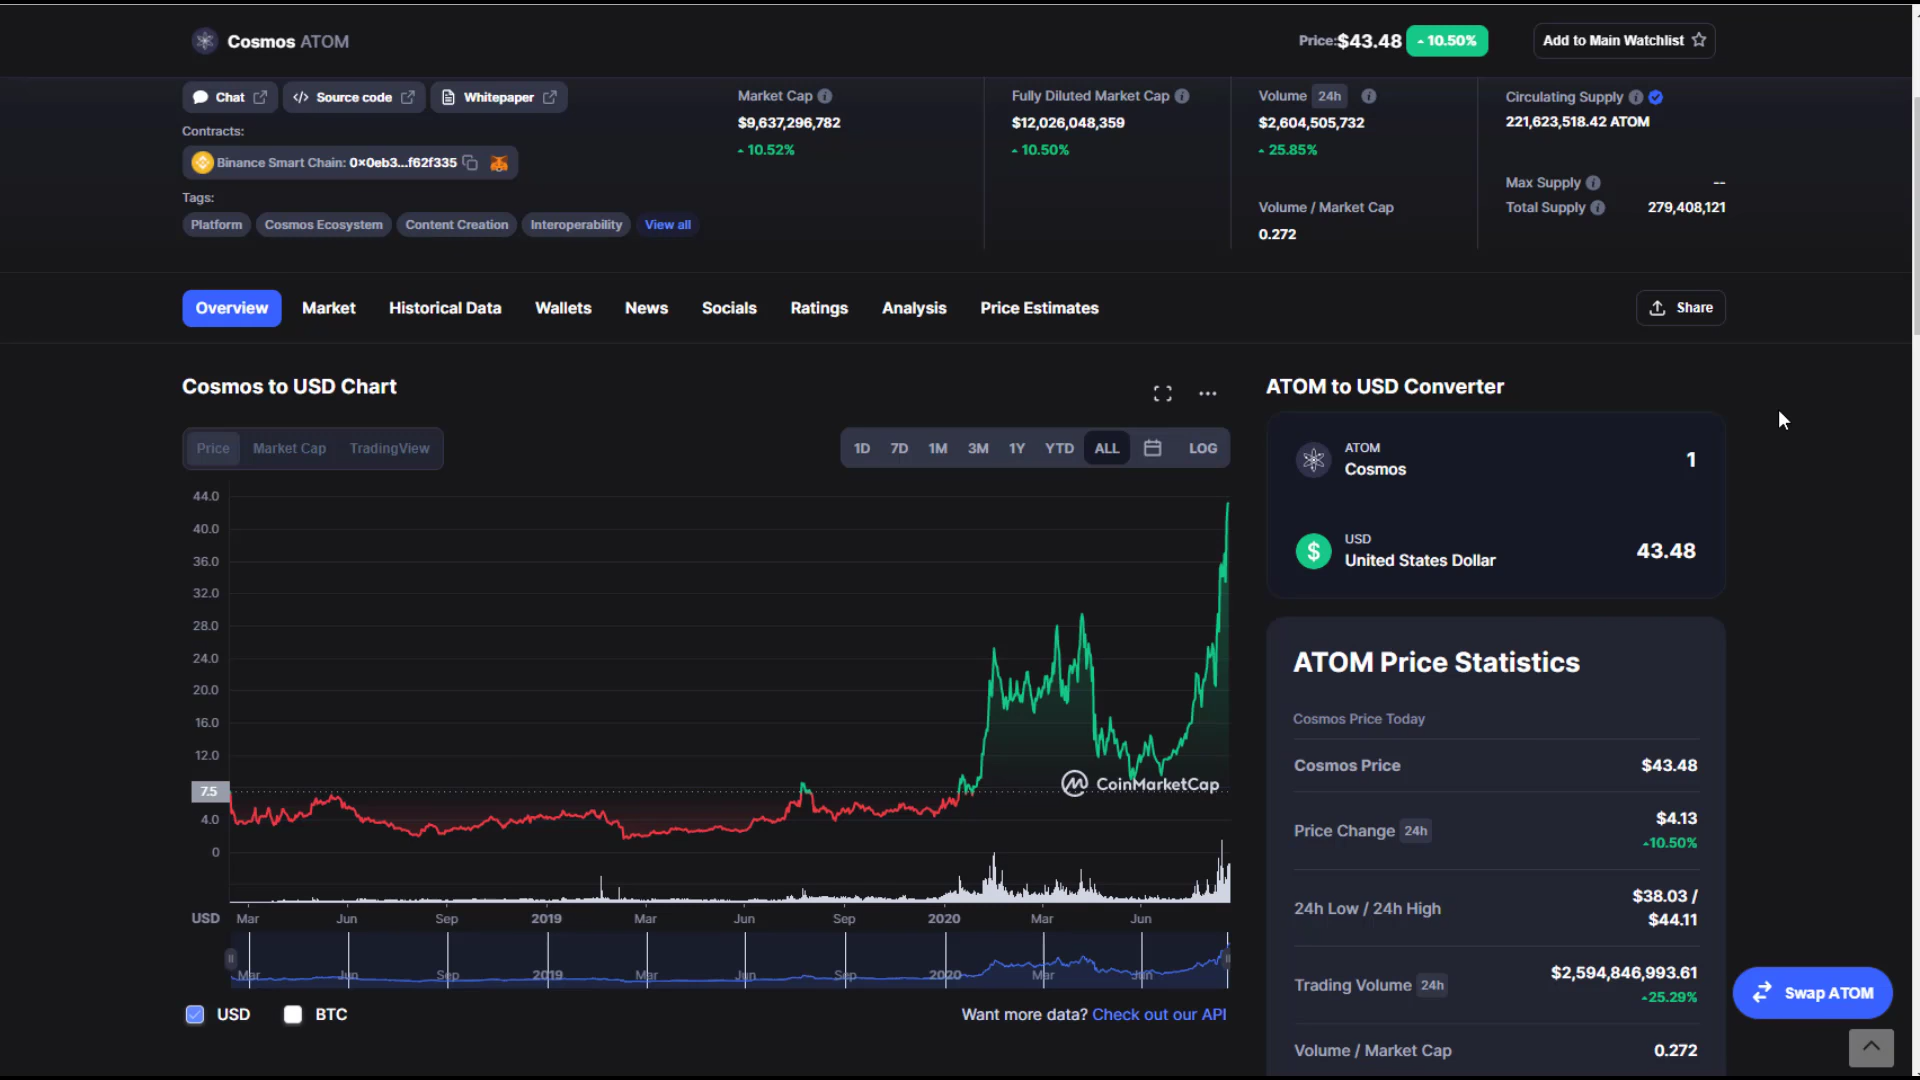 Cosmos ATOM
Price:$43.48 10.50%
Add to Main Watchlist
Chat
Source code
Whitepaper
Contracts:
Binance Smart Chain: 0x0eb3...f62f335
Tags:
Platform
Cosmos Ecosystem
Content Creation
Interoperability
View all
Market Cap
$9,637,296,782
10.52%
Fully Diluted Market Cap
$12,026,048,359
10.50%
Volume 24h
$2,604,505,732
25.85%
Volume / Market Cap
0.272
Circulating Supply
221,623,518.42 ATOM
Max Supply --
Total Supply 279,408,121
Overview Market Historical Data Wallets News Socials Ratings Analysis Price Estimates
Share
Cosmos to USD Chart
Price Market Cap TradingView
1D 7D 1M 3M 1Y YTD ALL LOG
44.0
40.0
36.0
32.0
28.0
24.0
20.0
16.0
12.0
7.5
4.0
0
CoinMarketCap
USD Mar Jun Sep 2019 Mar Jun Sep 2020 Mar Jun
Mar Jun Sep 2019 Mar Jun Sep 2020 Mar Jun
USD BTC
Want more data? Check out our API
ATOM to USD Converter
ATOM
Cosmos
1
$
USD
United States Dollar
43.48
ATOM Price Statistics
Cosmos Price Today
Cosmos Price $43.48
Price Change 24h $4.13
10.50%
24h Low / 24h High $38.03 /
$44.11
Trading Volume 24h $2,594,846,993.61
25.29%
Volume / Market Cap 0.272
Swap ATOM